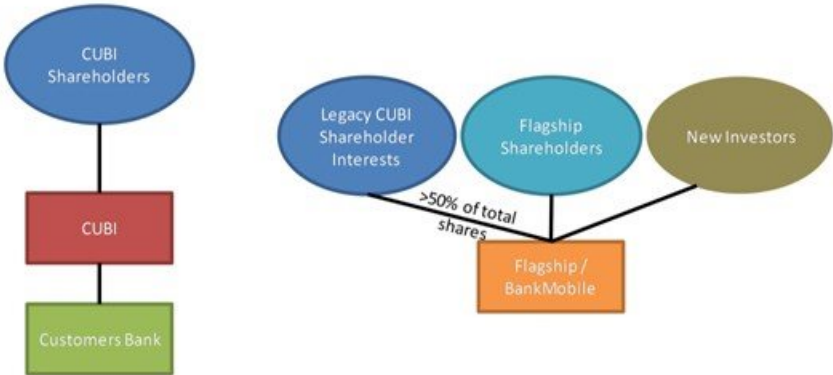 CUBI
Shareholders
CUBI
Customers Bank
Legacy CUBI
Shareholder
Interests
Flagship
Shareholders
New Investors
>50% of total
shares
Flagship /
BankMobile